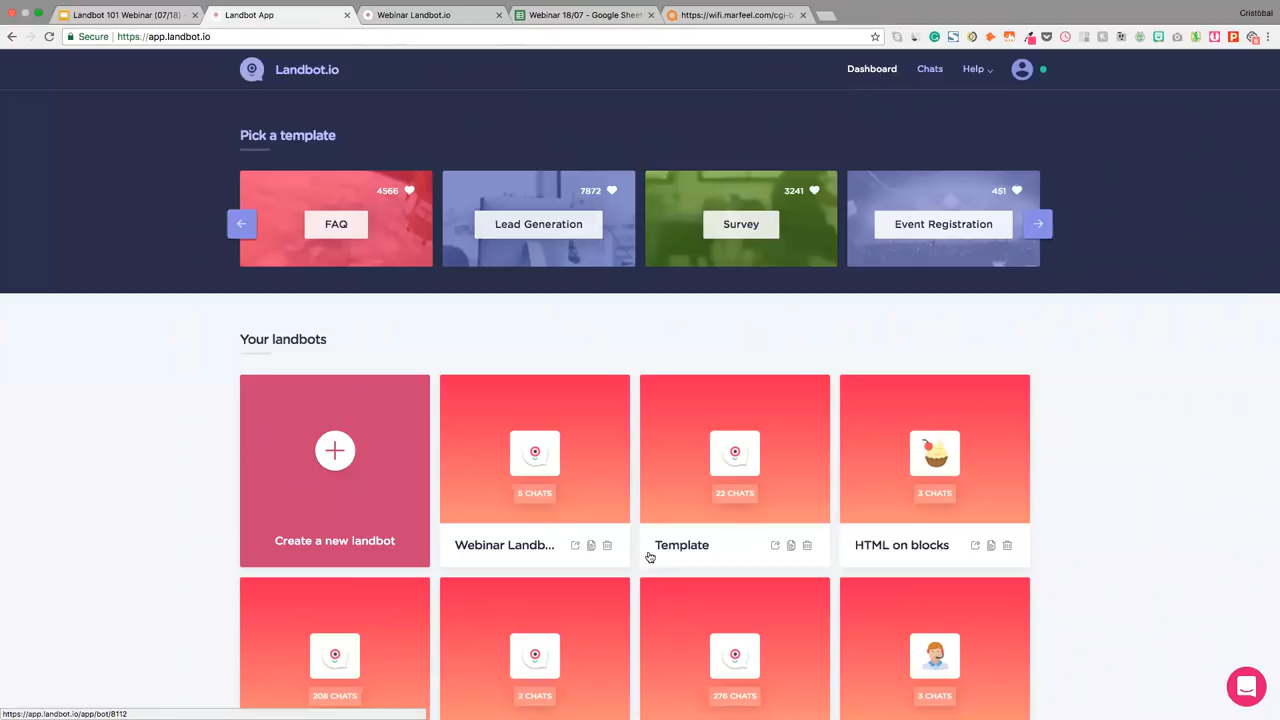 Landbot 101 Webinar (07/18)
Landbot App
Webinar Landbot.io
Webinar 18/07 - Google Sheet
https://wifi.marfeel.com/cgi-b
Cristóbal
Secure
https://app.landbot.io
Landbot.io
Dashboard
Chats
Help
Pick a template
4566
7872
3241
451
FAQ
Lead Generation
Survey
Event Registration
Your landbots
5 CHATS
22 CHATS
3 CHATS
Create a new landbot
Webinar Landb...
Template
HTML on blocks
208 CHATS
2 CHATS
276 CHATS
3 CHATS
https://app.landbot.io/app/bot/8112